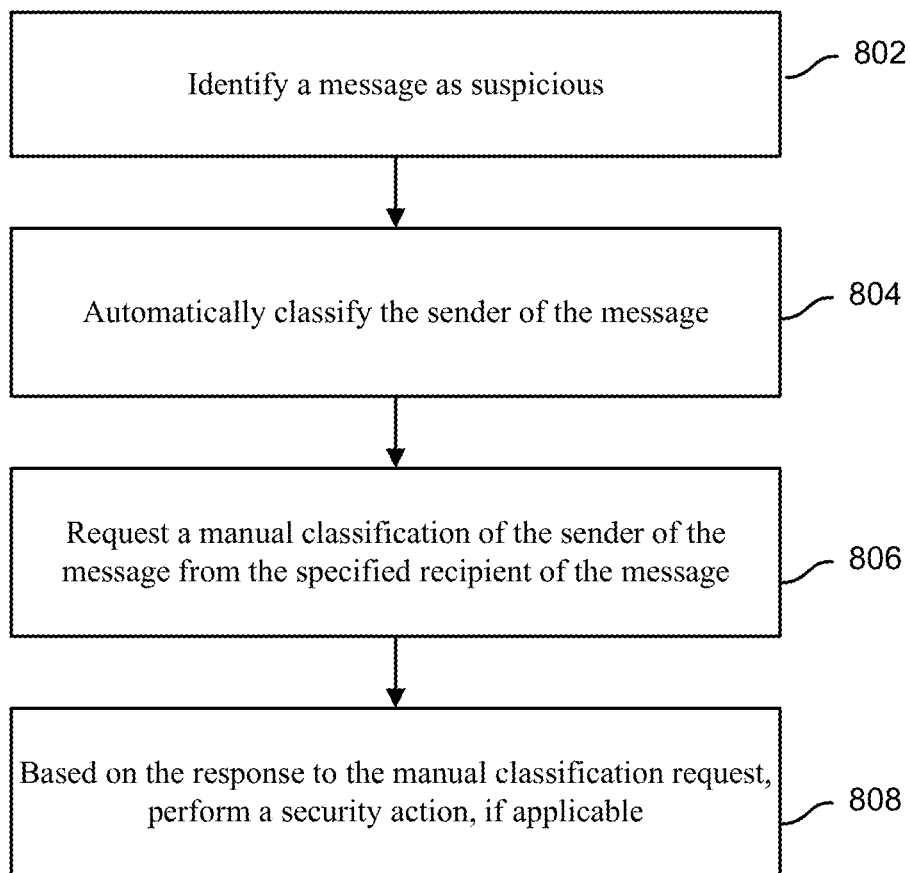 Identify a message as suspicious
802
Automatically classify the sender of the message
804
Request a manual classification of the sender of the
message from the specified recipient of the message
806
Based on the response to the manual classification request,
perform a security action, if applicable
808